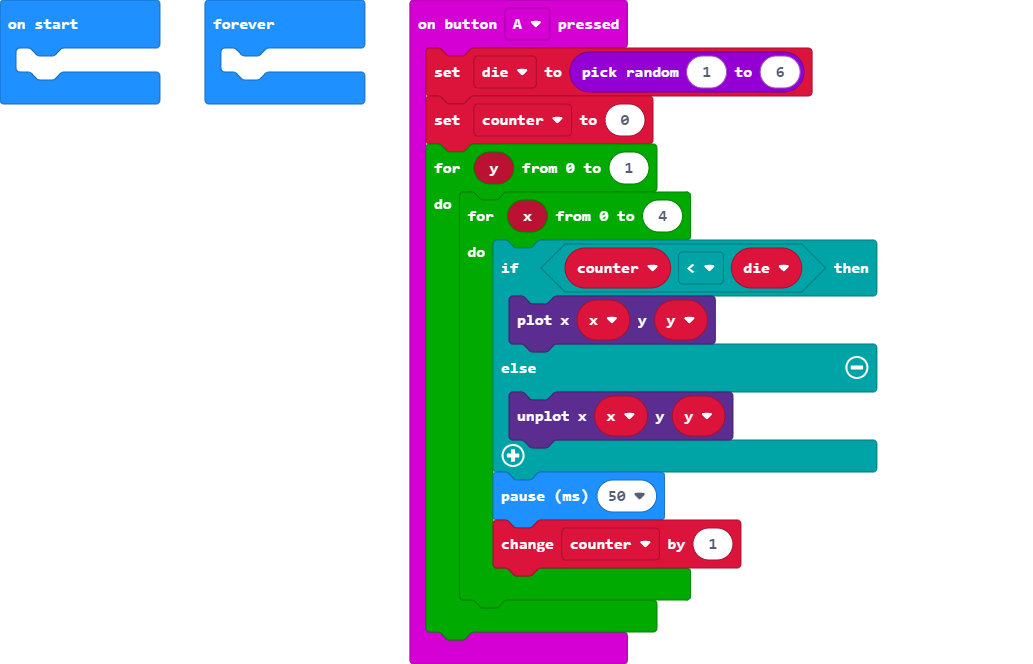 on start
forever
on button A pressed
set die to pick random 1 to 6
set counter to 0
for y from 0 to 1
do
for x from 0 to 4
do
if counter < die then
plot x x y y
else
unplot x x y y
pause (ms) 50
change counter by 1